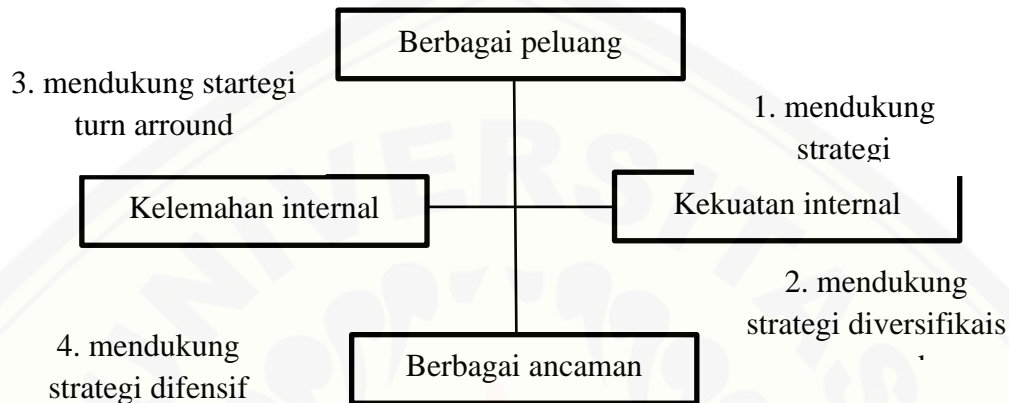 Berbagai peluang
3. mendukung startegi
turn arround
1. mendukung
strategi
Kelemahan internal
Kekuatan internal
2. mendukung
strategi diversifikais
4. mendukung
strategi difensif
Berbagai ancaman
UNIVERSITAS